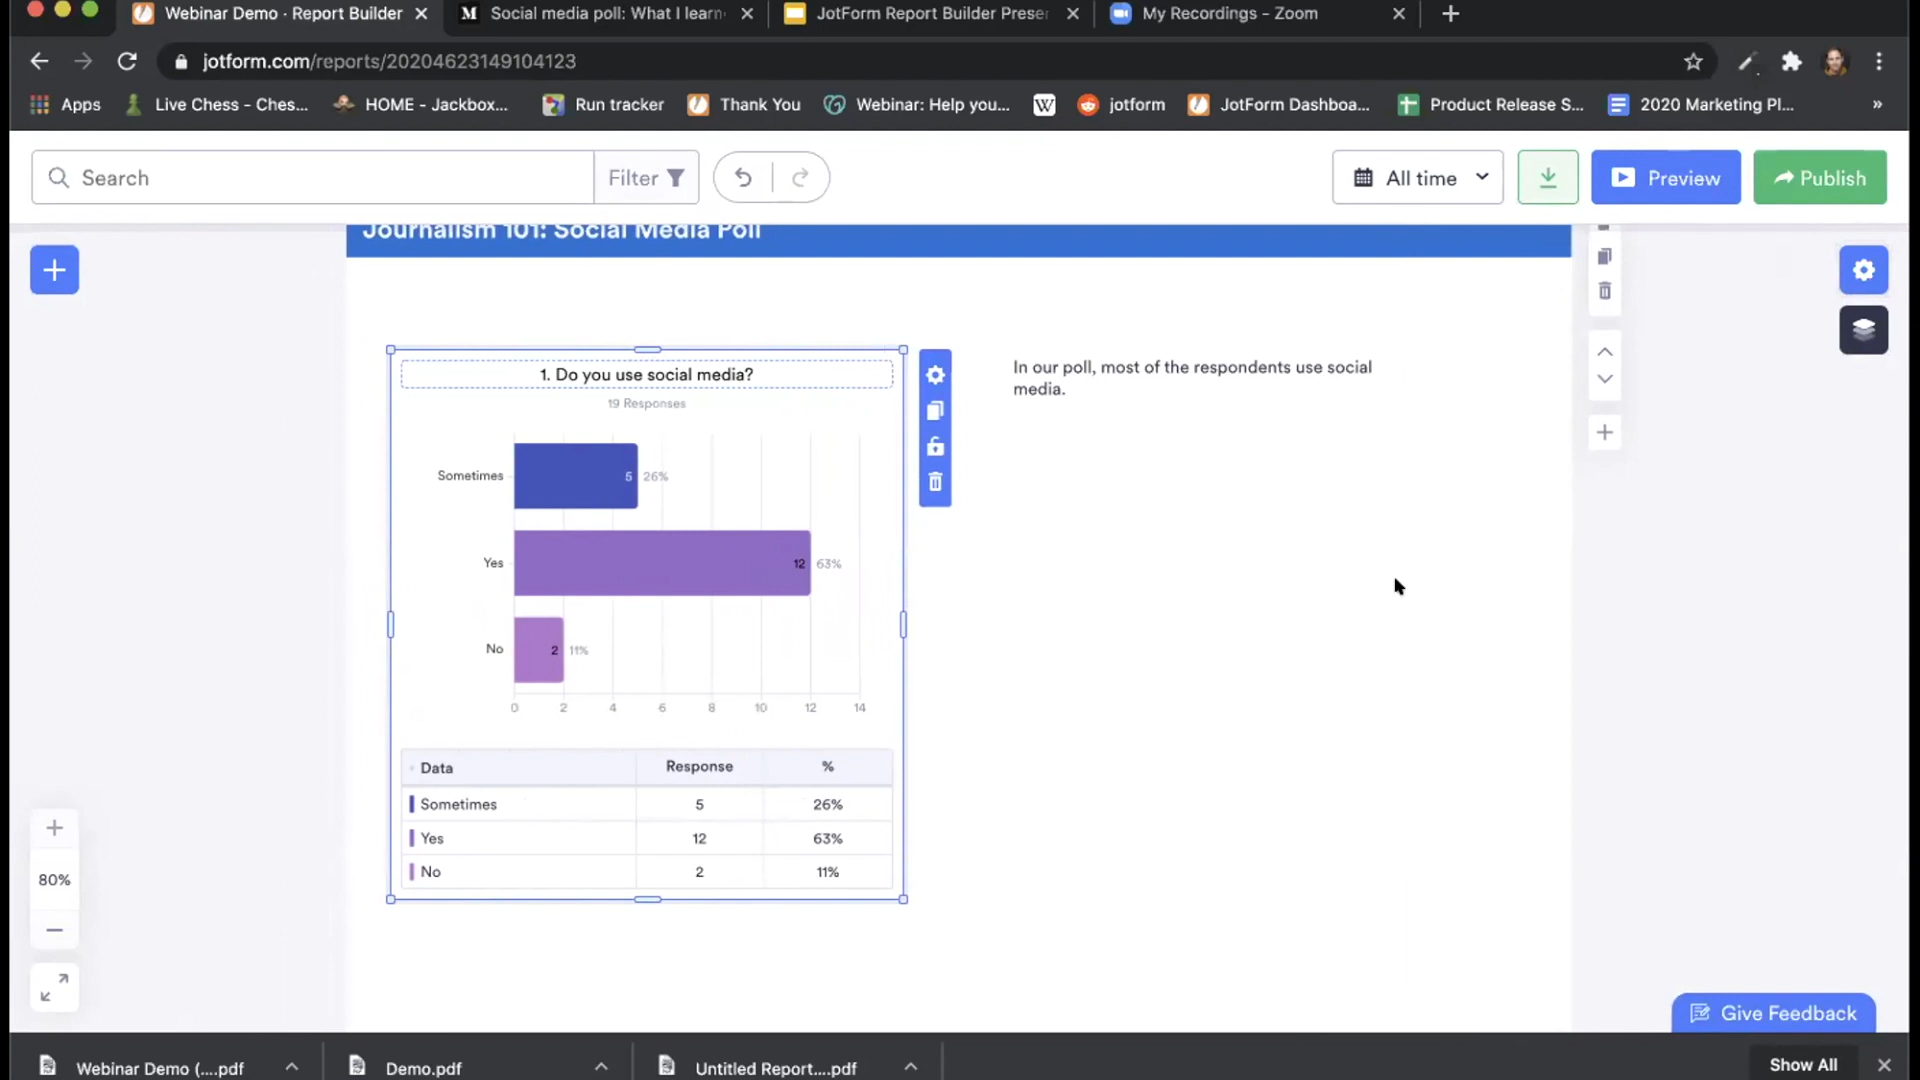 Webinar Demo · Report Builder
Social media poll: What I learn
JotForm Report Builder Preser
My Recordings - Zoom
jotform.com/reports/20204623149104123
Apps
Live Chess - Ches...
HOME - Jackbox...
Run tracker
Thank You
Webinar: Help you...
W
jotform
JotForm Dashboa...
Product Release S...
2020 Marketing Pl...
»
Search
Filter
All time
Preview
Publish
Journalism 101: Social Media Poll
1. Do you use social media?
19 Responses
Sometimes
5
26%
Yes
12
63%
No
2
11%
0 2 4 6 8 10 12 14
Data Response %
Sometimes 5 26%
Yes 12 63%
No 2 11%
In our poll, most of the respondents use social
media.
80%
Give Feedback
Webinar Demo (....pdf
Demo.pdf
Untitled Report....pdf
Show All